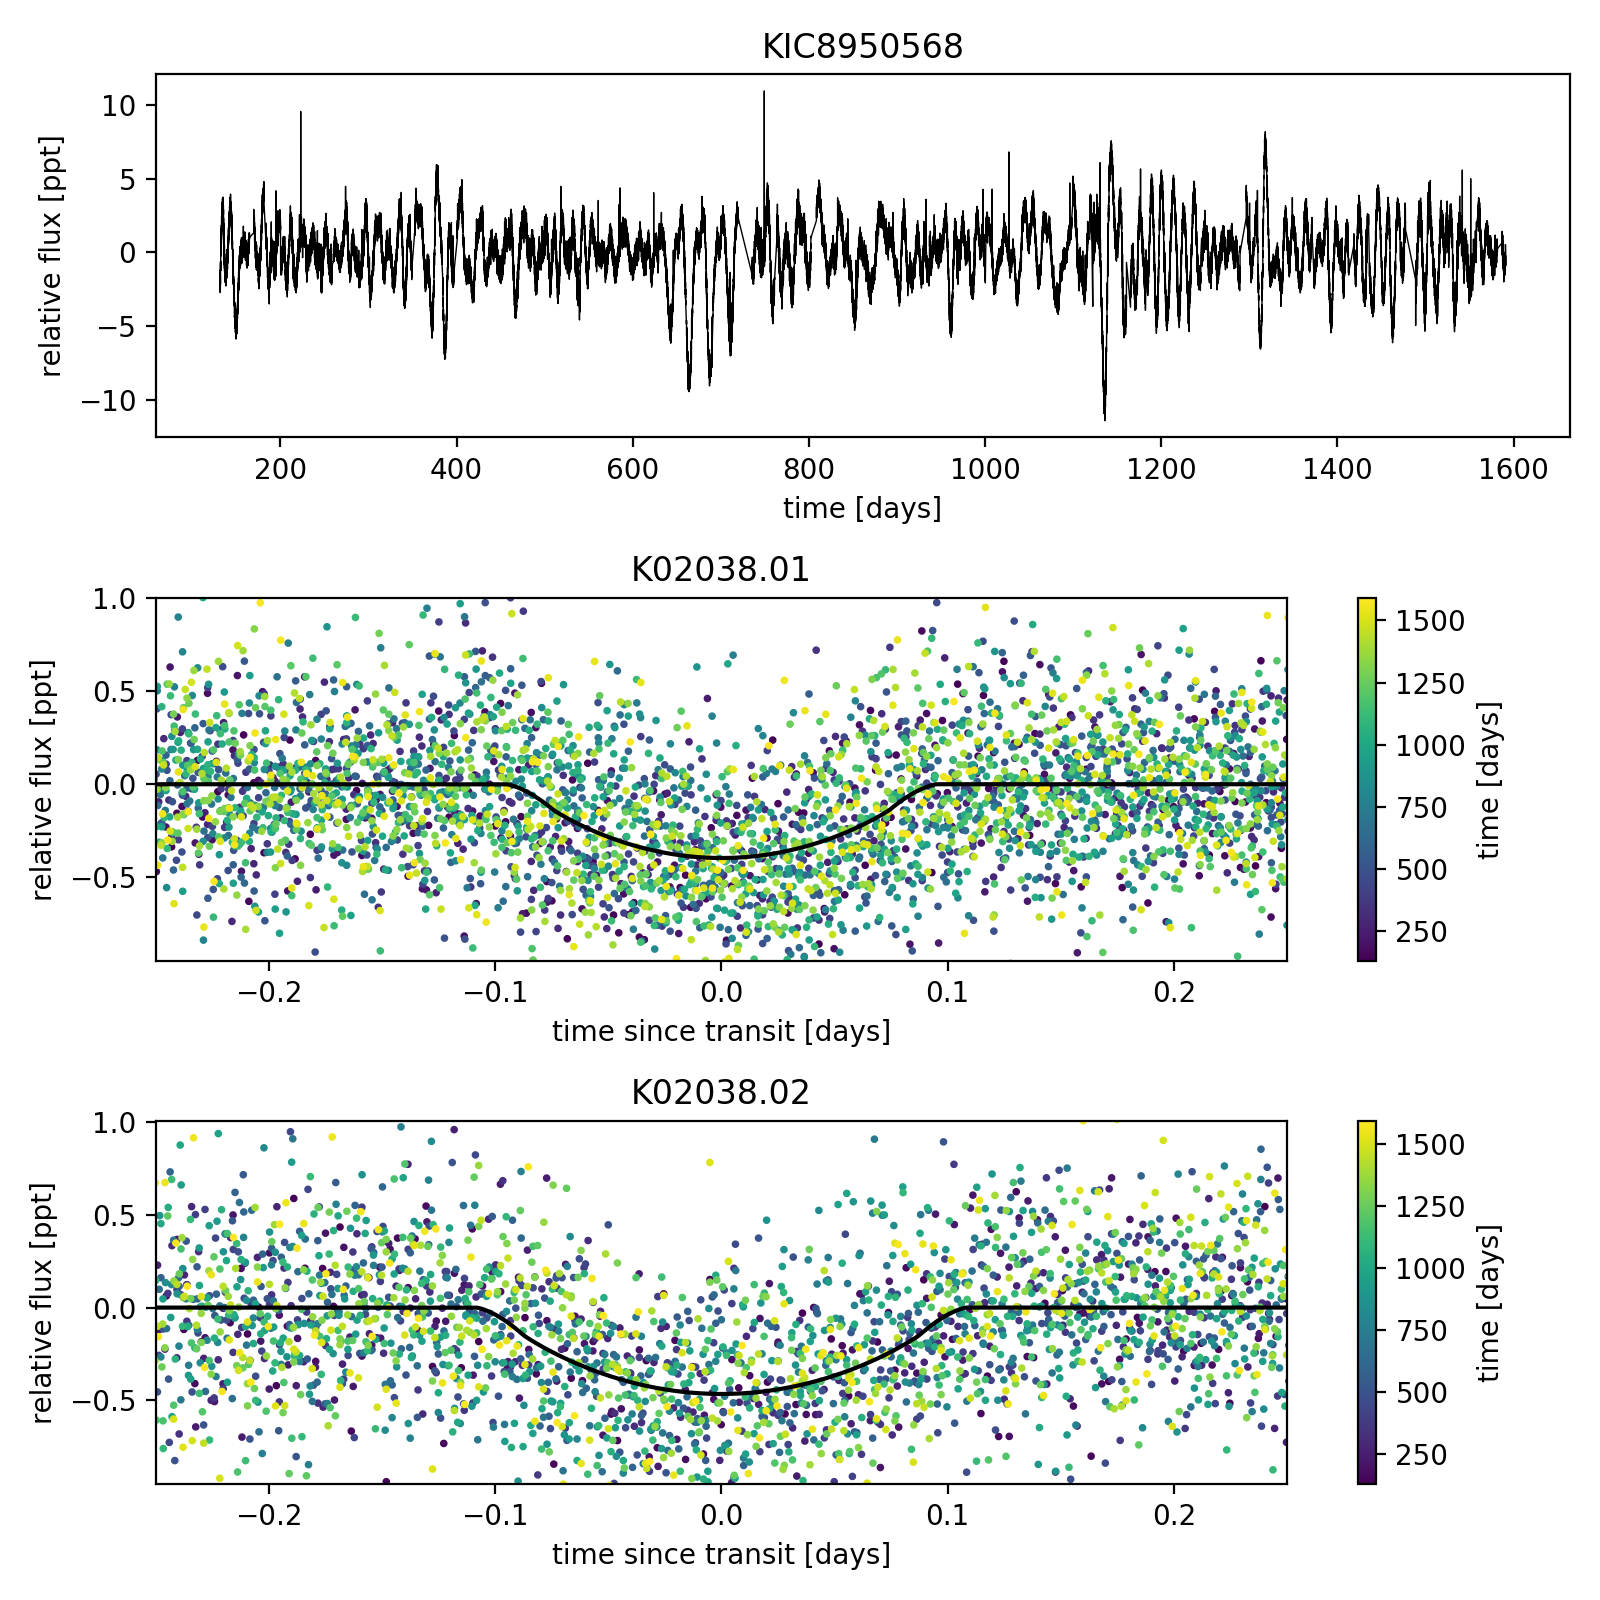 KIC8950568
relative flux [ppt]
10
5
0
−5
−10
200 400 600 800 1000 1200 1400 1600
time [days]
K02038.01
relative flux [ppt]
1.0
0.5
0.0
−0.5
−0.2 −0.1 0.0 0.1 0.2
time since transit [days]
1500
1250
1000
750
500
250
time [days]
K02038.02
relative flux [ppt]
1.0
0.5
0.0
−0.5
−0.2 −0.1 0.0 0.1 0.2
time since transit [days]
1500
1250
1000
750
500
250
time [days]